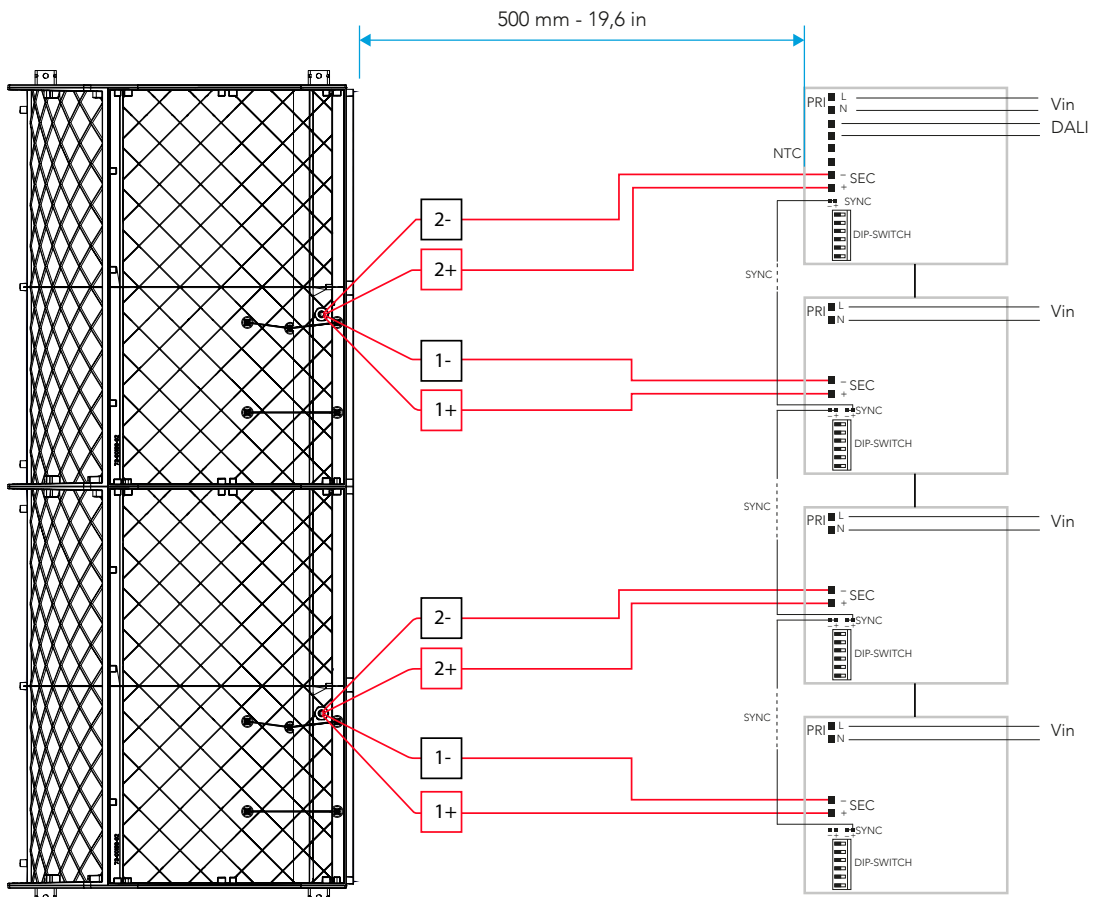 500 mm - 19,6 in
PRI L
N
Vin
DALI
NTC
- SEC
+
SYNC
- +
DIP-SWITCH
2-
2+
SYNC
PRI L
N
Vin
1-
1+
- SEC
+
SYNC
- + - +
DIP-SWITCH
SYNC
PRI L
N
Vin
2-
2+
- SEC
+
SYNC
- + - +
DIP-SWITCH
SYNC
PRI L
N
Vin
1-
1+
- SEC
+
SYNC
- + - +
DIP-SWITCH